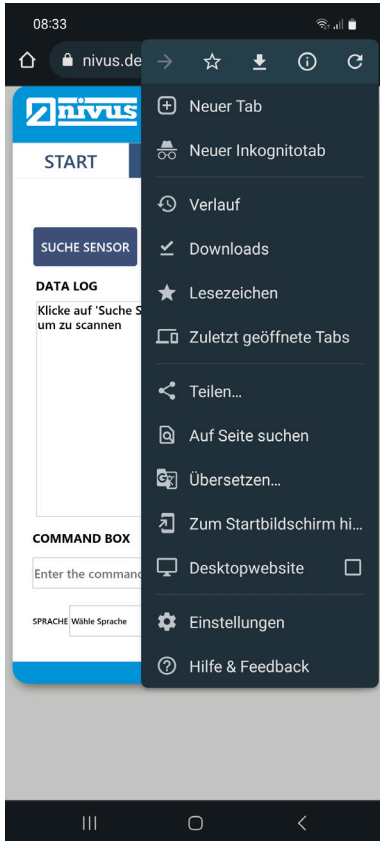 08:33
nivus.de
nivus
START
SUCHE SENSOR
DATA LOG
Klicke auf 'Suche S
um zu scannen
COMMAND BOX
Enter the command
SPRACHE Wähle Sprache
Neuer Tab
Neuer Inkognitotab
Verlauf
Downloads
Lesezeichen
Zuletzt geöffnete Tabs
Teilen...
Auf Seite suchen
Übersetzen...
Zum Startbildschirm hi...
Desktopwebsite
Einstellungen
Hilfe & Feedback